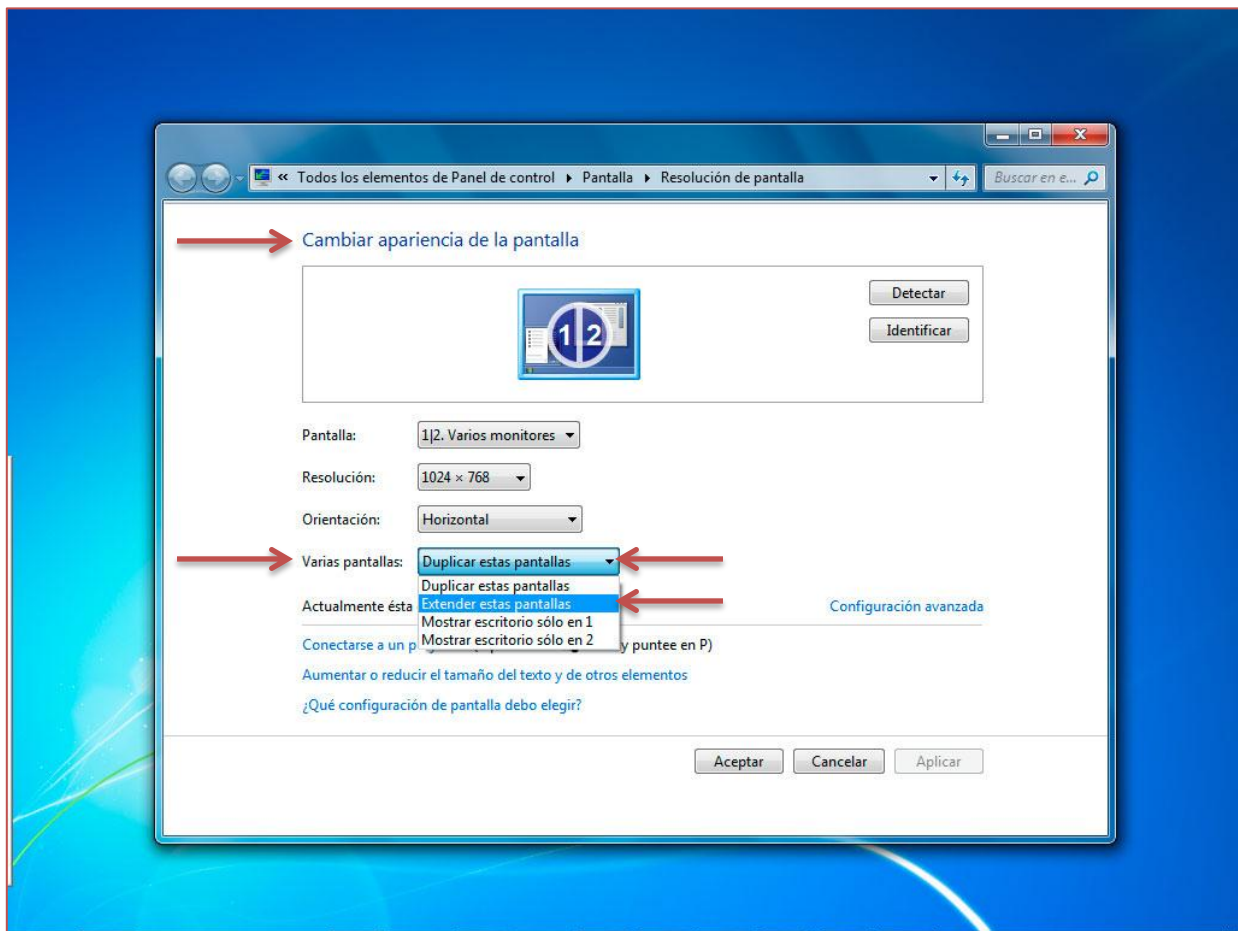 « Todos los elementos de Panel de control ▸ Pantalla ▸ Resolución de pantalla
Buscar en e...
Cambiar apariencia de la pantalla
1|2
Detectar
Identificar
Pantalla: 1|2. Varios monitores
Resolución: 1024 × 768
Orientación: Horizontal
Varias pantallas: Duplicar estas pantallas
Duplicar estas pantallas
Actualmente ésta Extender estas pantallas Configuración avanzada
Mostrar escritorio sólo en 1
Mostrar escritorio sólo en 2
Conectarse a un y puntee en P)
Aumentar o reducir el tamaño del texto y de otros elementos
¿Qué configuración de pantalla debo elegir?
Aceptar Cancelar Aplicar